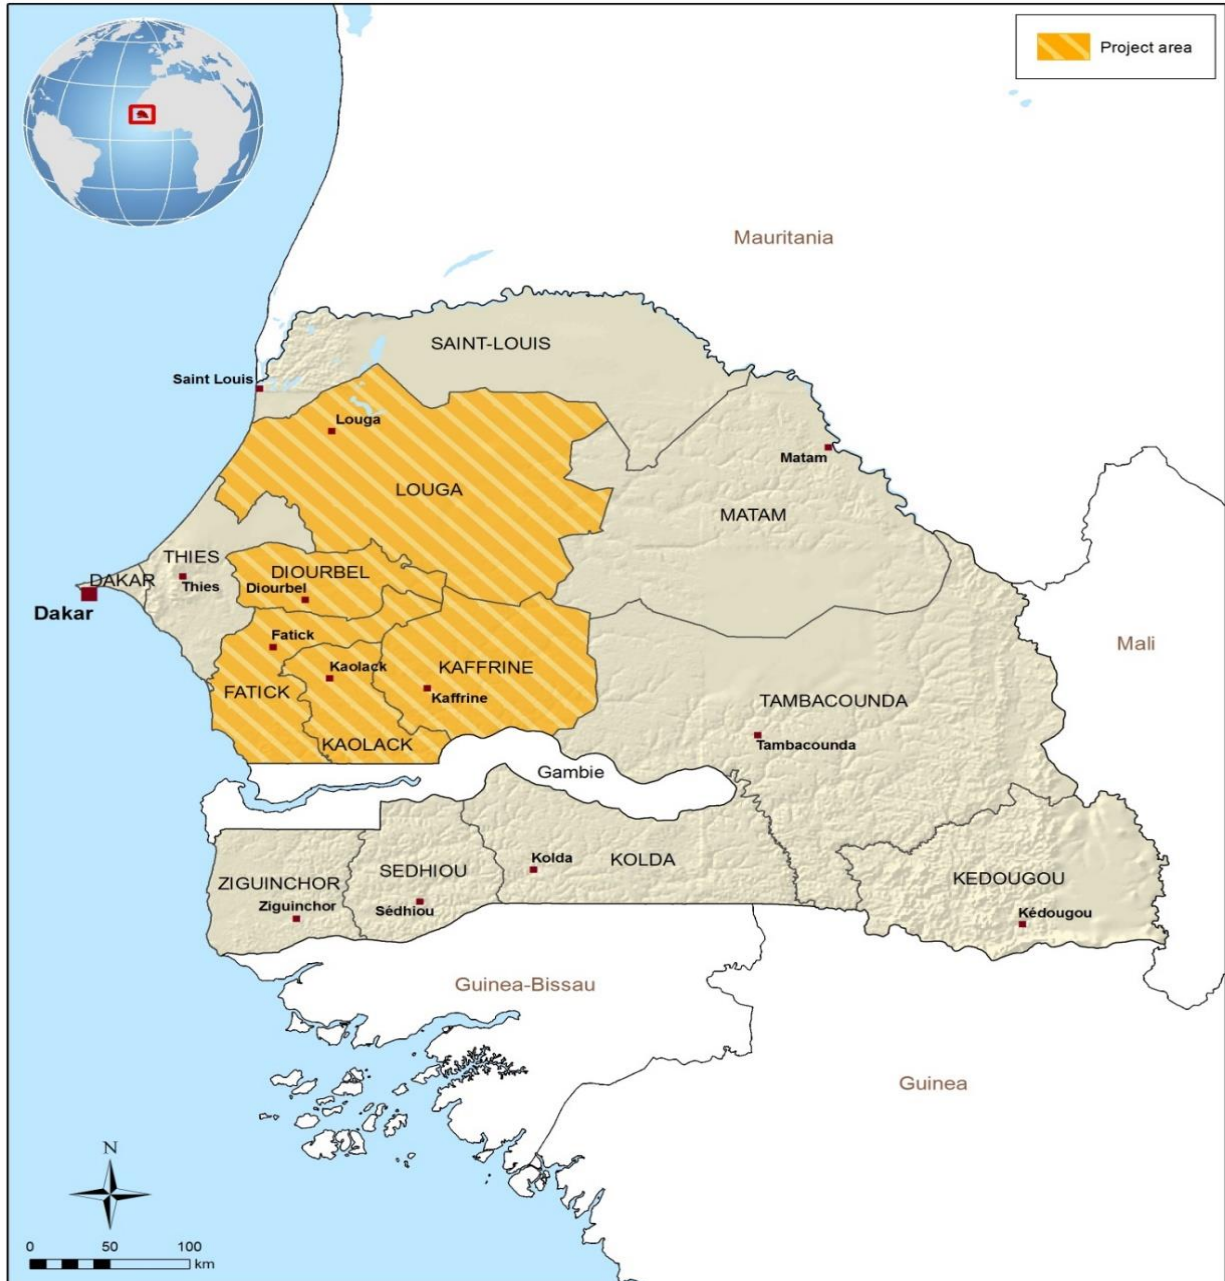 Project area
Mauritania
SAINT-LOUIS
Saint Louis
Louga
Matam
LOUGA
MATAM
THIES
Thies
DIOURBEL
Diourbel
DAKAR
Dakar
Fatick
Kaolack
KAFFRINE
Kaffrine
FATICK
KAOLACK
Mali
TAMBACOUNDA
Tambacounda
Gambie
Kolda
KOLDA
SEDHIOU
Sédhiou
ZIGUINCHOR
Ziguinchor
KEDOUGOU
Kédougou
Guinea-Bissau
Guinea
N
0 50 100
km